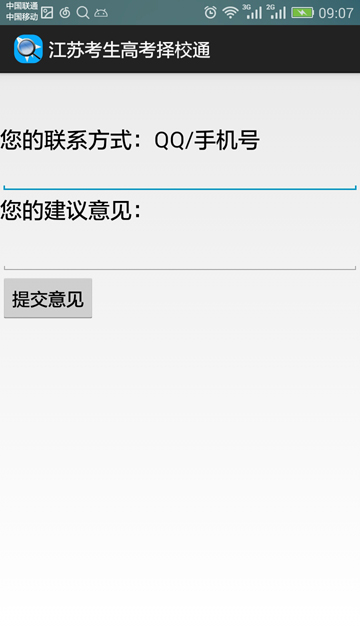 中国联通
中国移动
3G
2G
09:07
江苏考生高考择校通
您的联系方式：QQ/手机号
您的建议意见：
提交意见